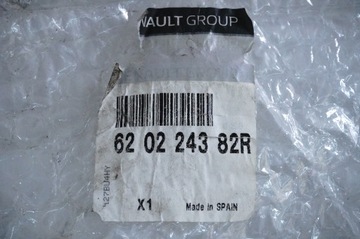 NAULT GROUP
62 02 243 82R
X1
Made in SPAIN